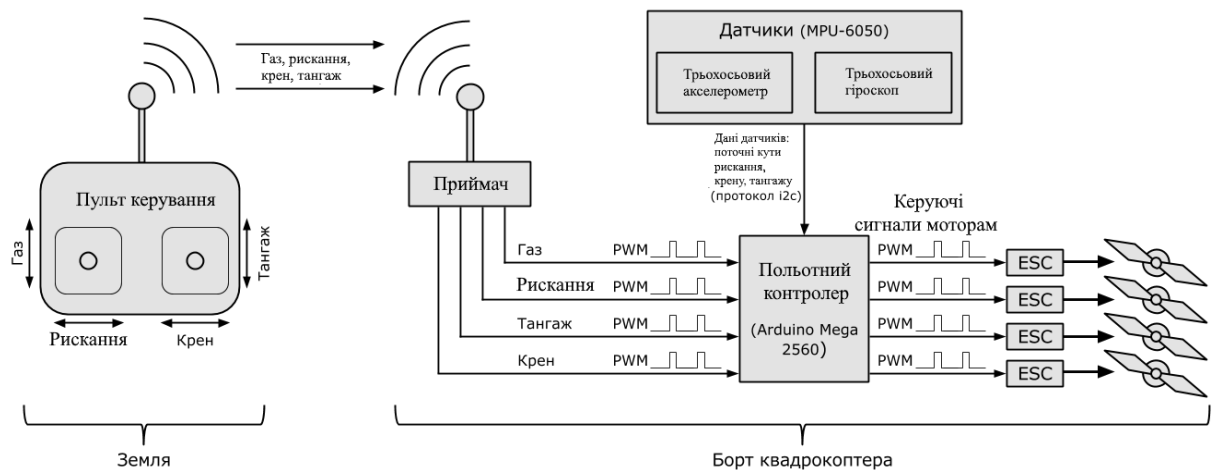 Газ, рискання,
крен, тангаж
Датчики (MPU-6050)
Трьохосьовий
акселерометр
Трьохосьовий
гіроскоп
Дані датчиків:
поточні кути
рискання,
крену, тангажу
(протокол i2c)
Пульт керування
Газ
Тангаж
Рискання
Крен
Приймач
Газ
PWM
Рискання
PWM
Тангаж
PWM
Крен
PWM
Польотний
контролер
(Arduino Mega
2560)
Керуючі
сигнали моторам
PWM
ESC
PWM
ESC
PWM
ESC
PWM
ESC
Земля
Борт квадрокоптера